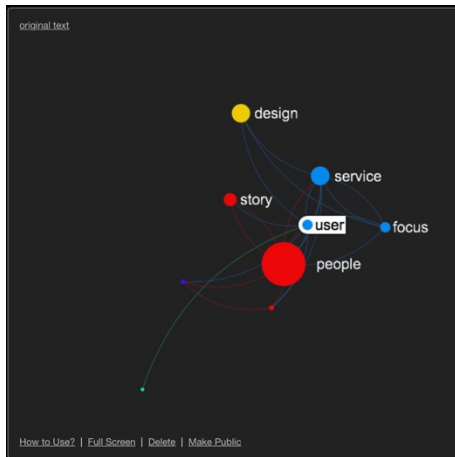 original text
design
service
story
user
focus
people
How to Use? | Full Screen | Delete | Make Public